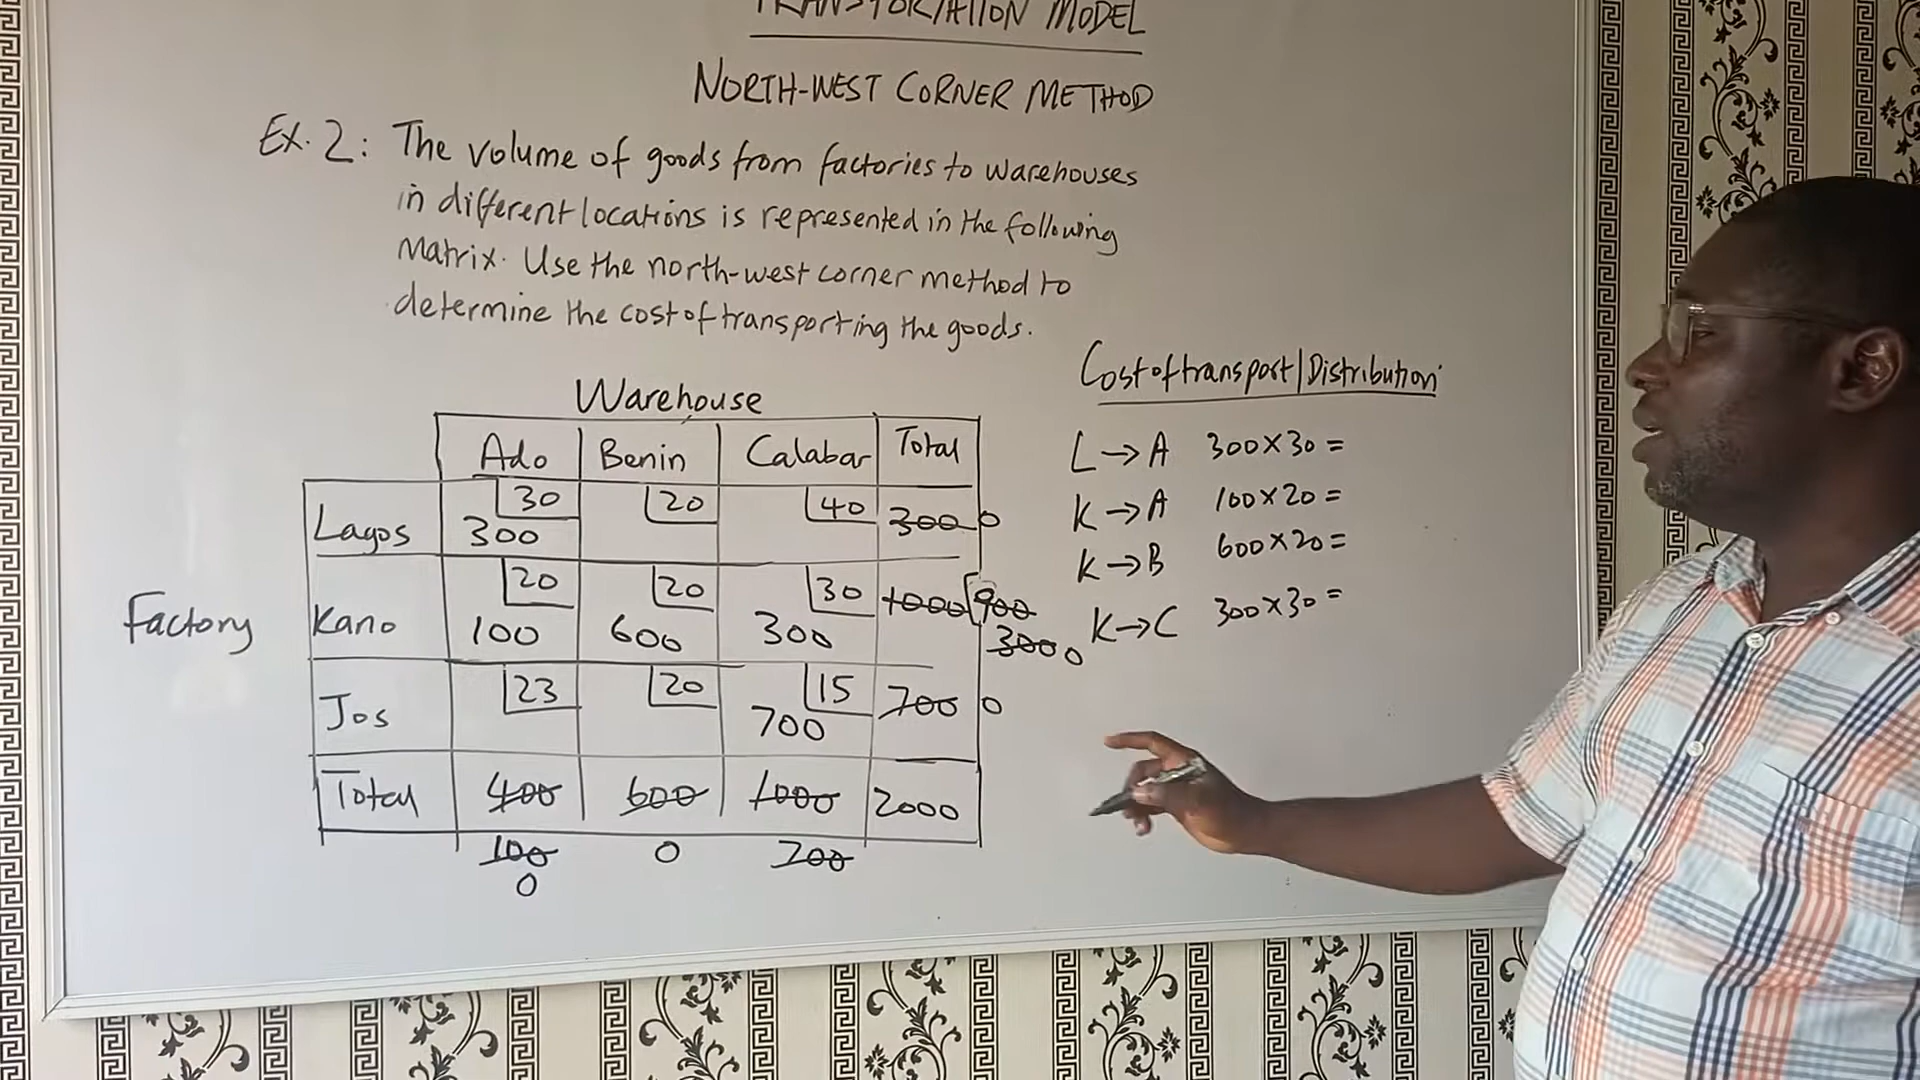 TRANSPORTATION MODEL
NORTH-WEST CORNER METHOD
Ex. 2: The volume of goods from factories to warehouses
in different locations is represented in the following
Matrix. Use the north-west corner method to
determine the cost of transporting the goods.
Cost of transport/Distribution
Warehouse
Ado Benin Calabar Total
Lagos 30 20 40 300 0
300
Factory Kano 20 20 30 1000 900
100 600 300 300 0
Jos 23 20 15 700 0
700
Total 400 600 1000 2000
100 0 700
0
L → A 300 × 30 =
K → A 100 × 20 =
K → B 600 × 20 =
K → C 300 × 30 =